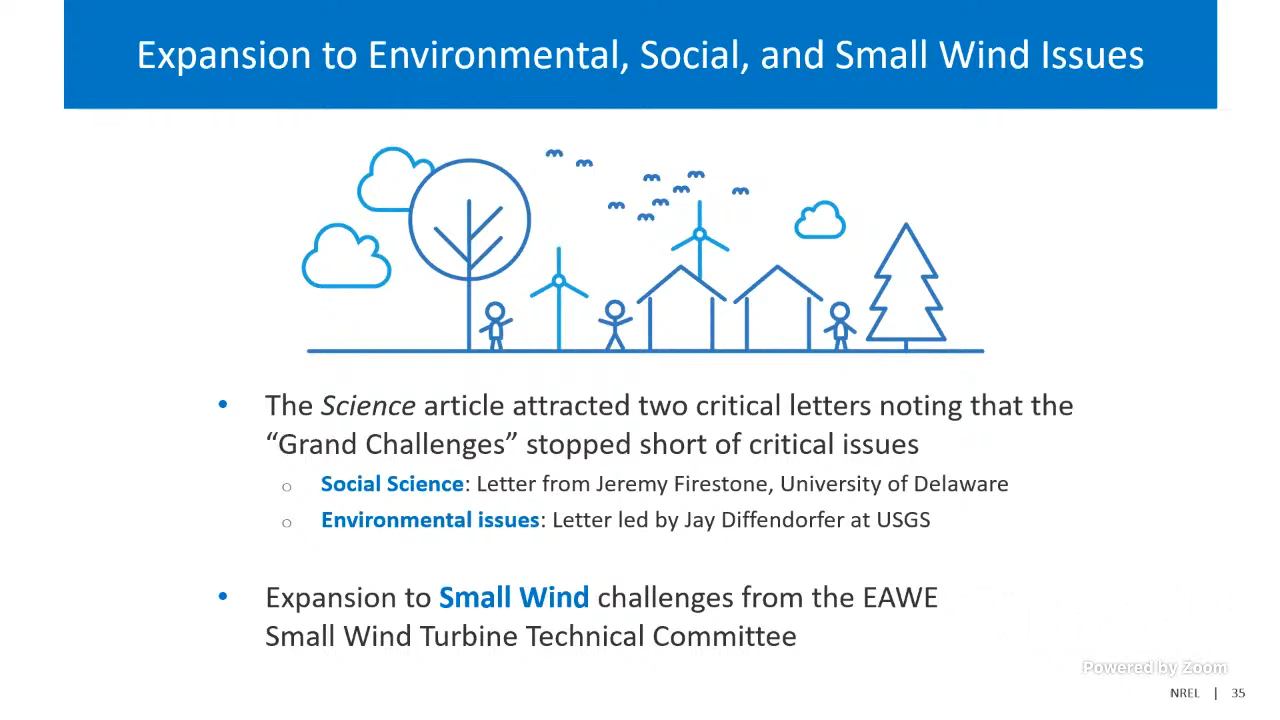 Expansion to Environmental, Social, and Small Wind Issues
• The Science article attracted two critical letters noting that the
“Grand Challenges” stopped short of critical issues
○ Social Science: Letter from Jeremy Firestone, University of Delaware
○ Environmental issues: Letter led by Jay Diffendorfer at USGS
• Expansion to Small Wind challenges from the EAWE
Small Wind Turbine Technical Committee
Powered by Zoom
NREL | 35